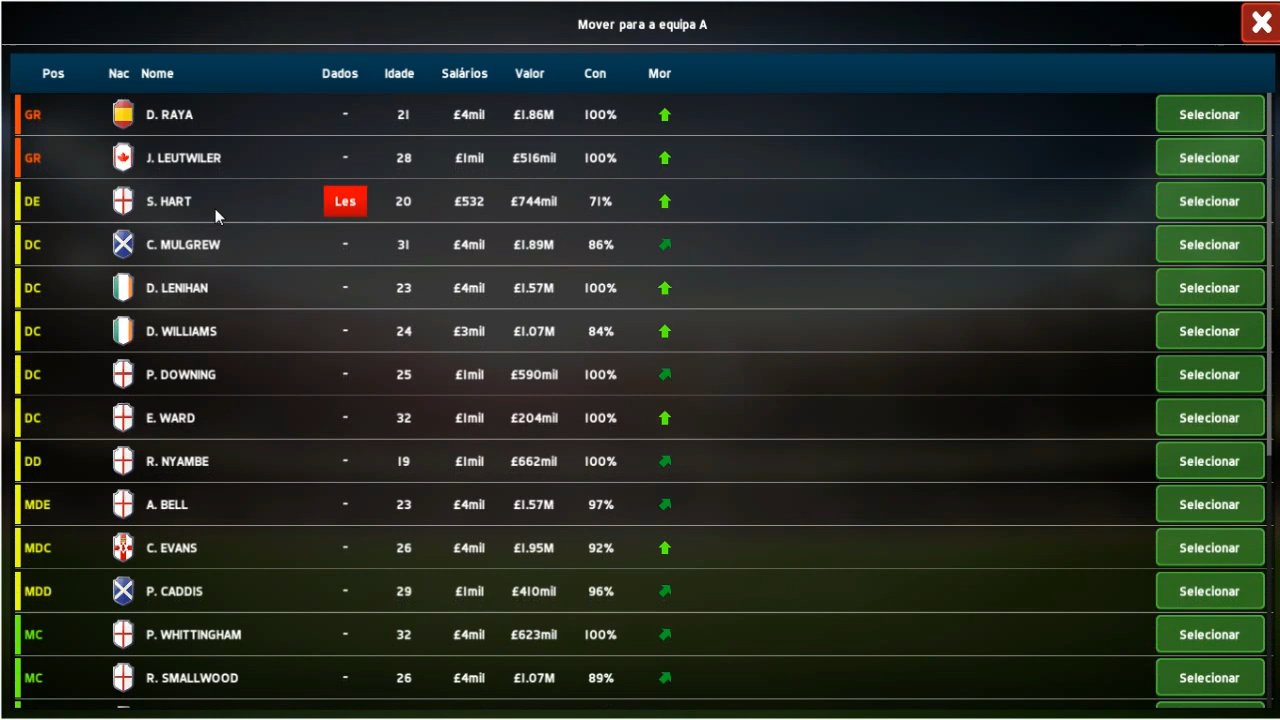 Mover para a equipa A
Pos Nac Nome Dados Idade Salários Valor Con Mor
GR D. RAYA - 21 £4mil £1.86M 100% Selecionar
GR J. LEUTWILER - 28 £1mil £516mil 100% Selecionar
DE S. HART Les 20 £532 £744mil 71% Selecionar
DC C. MULGREW - 31 £4mil £1.89M 86% Selecionar
DC D. LENIHAN - 23 £4mil £1.57M 100% Selecionar
DC D. WILLIAMS - 24 £3mil £1.07M 84% Selecionar
DC P. DOWNING - 25 £1mil £590mil 100% Selecionar
DC E. WARD - 32 £1mil £204mil 100% Selecionar
DD R. NYAMBE - 19 £1mil £662mil 100% Selecionar
MDE A. BELL - 23 £4mil £1.57M 97% Selecionar
MDC C. EVANS - 26 £4mil £1.95M 92% Selecionar
MDD P. CADDIS - 29 £1mil £410mil 96% Selecionar
MC P. WHITTINGHAM - 32 £4mil £623mil 100% Selecionar
MC R. SMALLWOOD - 26 £4mil £1.07M 89% Selecionar